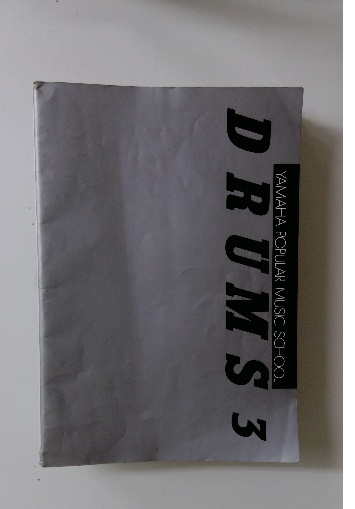 YAMAHA POPULAR MUSIC SCHOOL
DRUMS 3